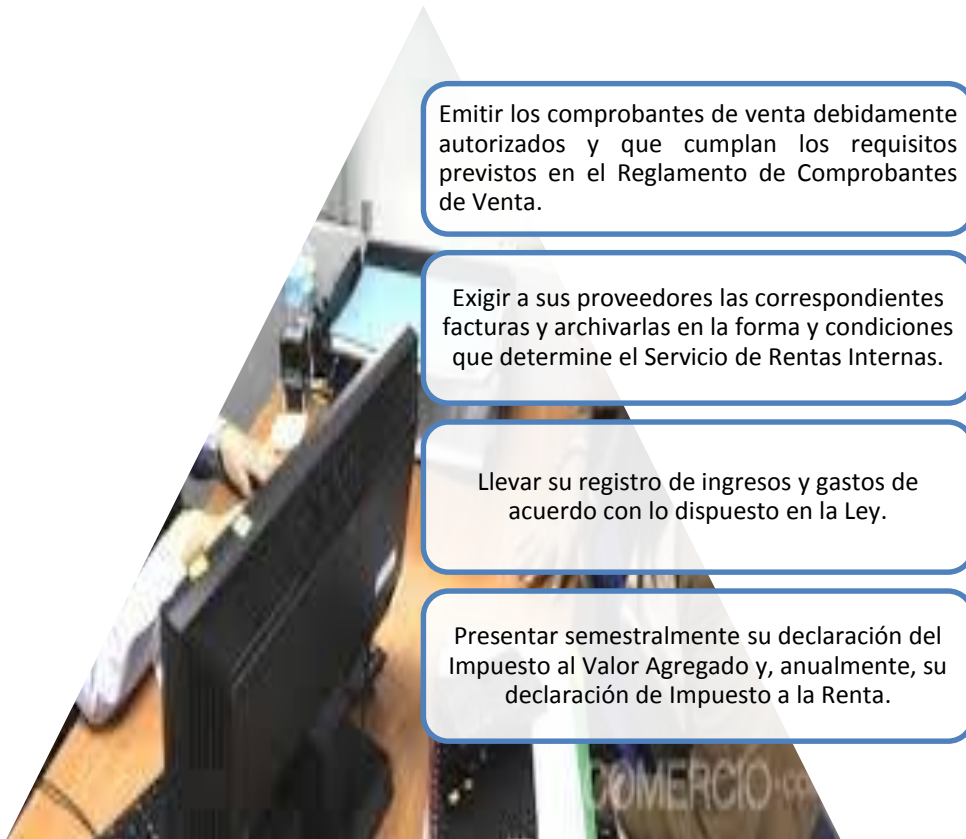 Emitir los comprobantes de venta debidamente
autorizados y que cumplan los requisitos
previstos en el Reglamento de Comprobantes
de Venta.
Exigir a sus proveedores las correspondientes
facturas y archivarlas en la forma y condiciones
que determine el Servicio de Rentas Internas.
Llevar su registro de ingresos y gastos de
acuerdo con lo dispuesto en la Ley.
Presentar semestralmente su declaración del
Impuesto al Valor Agregado y, anualmente, su
declaración de Impuesto a la Renta.
COMERCIO